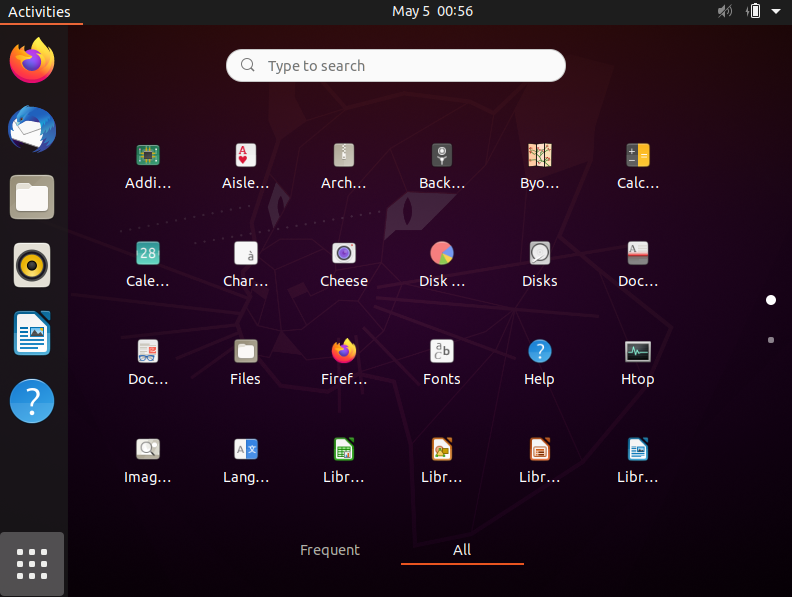 Activities
May 5 00:56
Type to search
Addi...
Aisle...
Arch...
Back...
Byo...
Calc...
28
Cale...
Char...
Cheese
Disk ...
Disks
Doc...
Doc...
Files
Firef...
Fonts
Help
Htop
Imag...
Lang...
Libr...
Libr...
Libr...
Libr...
Frequent
All